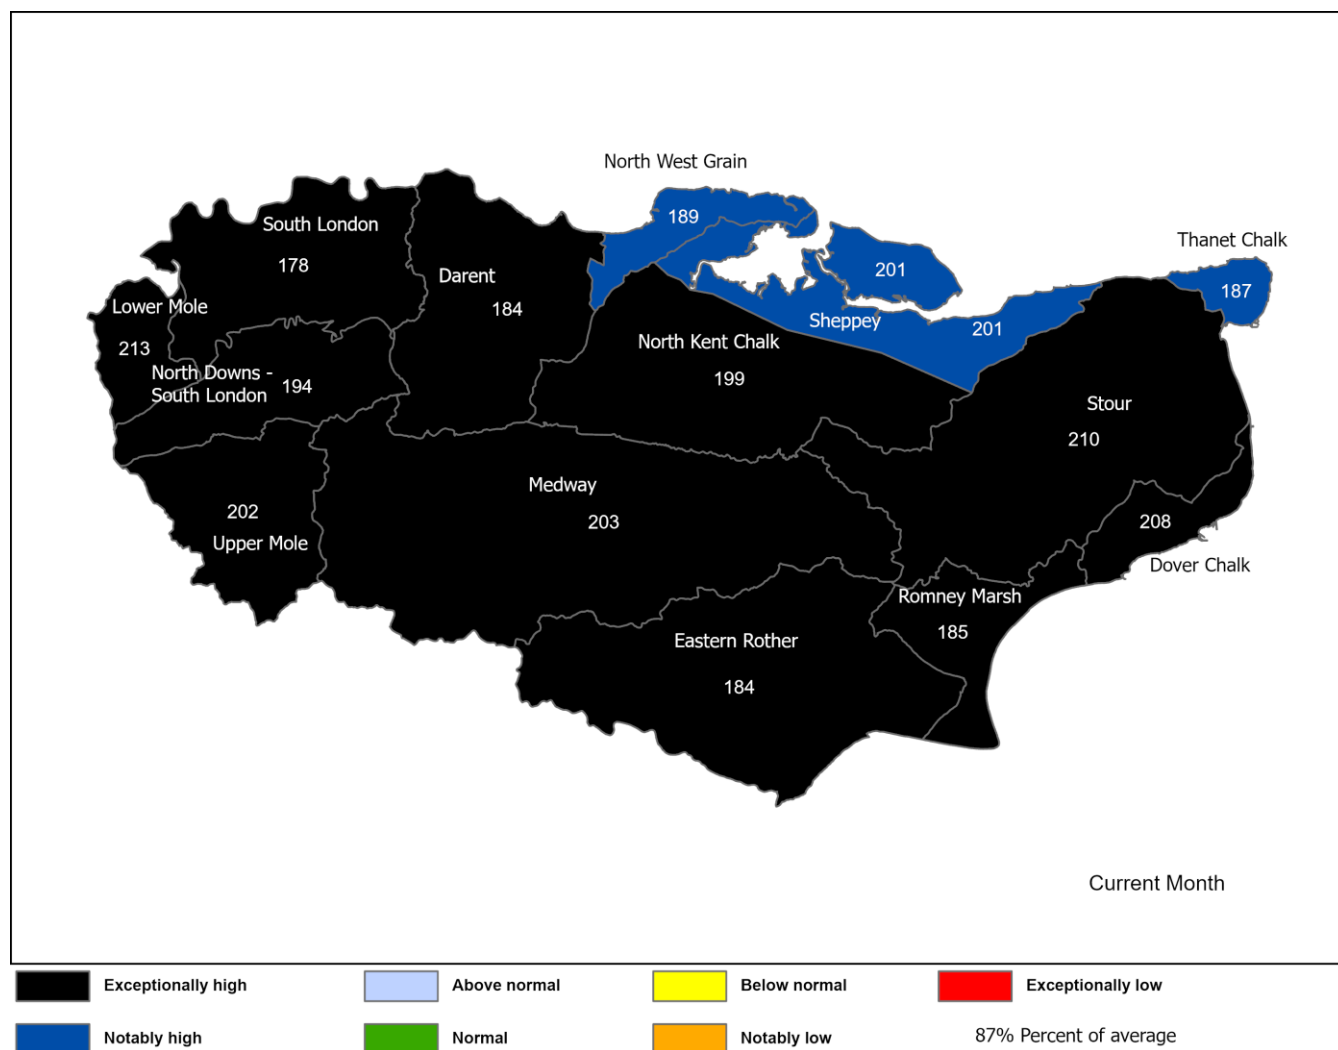 North West Grain
189
South London
178
Thanet Chalk
187
Darent
184
201
Lower Mole
213
Sheppey
201
North Kent Chalk
199
North Downs -
South London
194
Stour
210
Medway
203
202
Upper Mole
208
Dover Chalk
Romney Marsh
185
Eastern Rother
184
Current Month
Exceptionally high
Above normal
Below normal
Exceptionally low
Notably high
Normal
Notably low
87% Percent of average